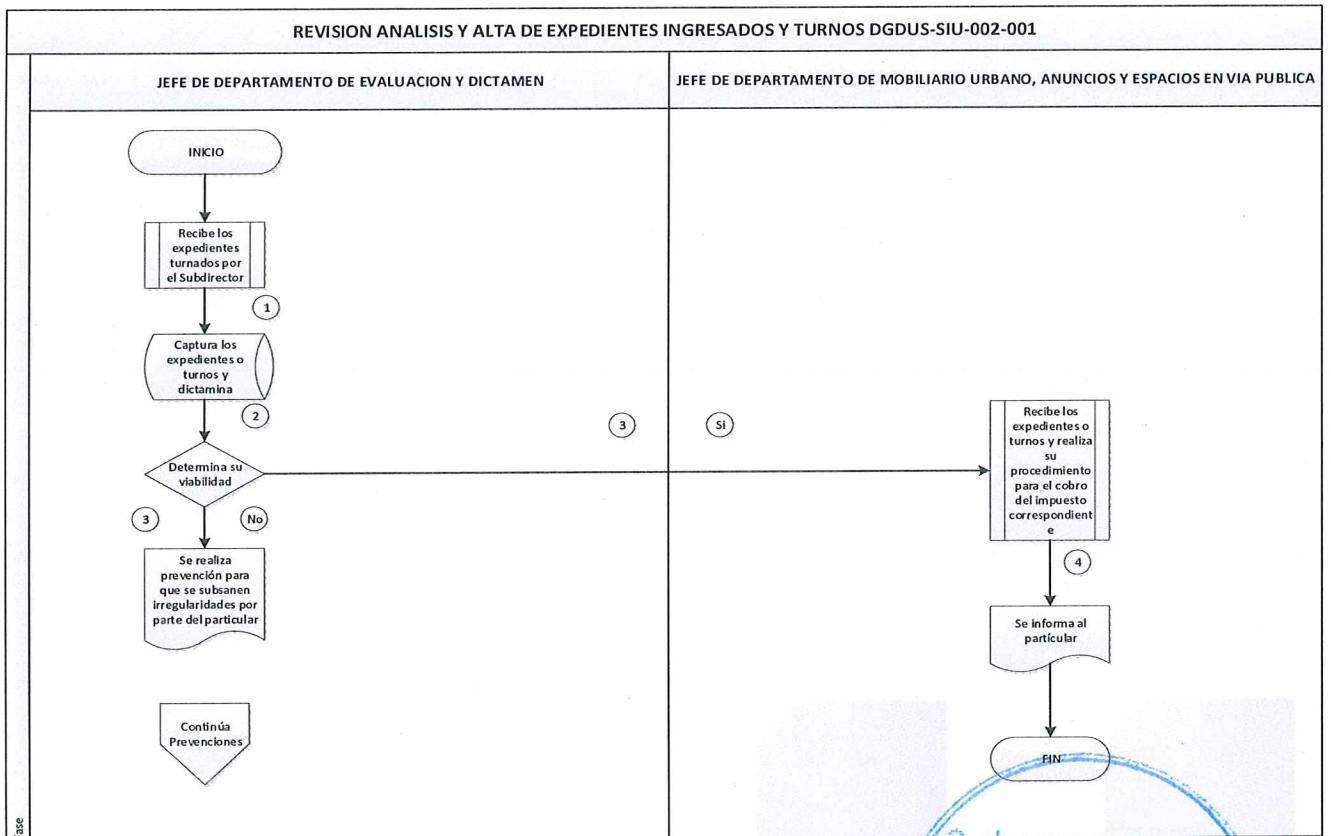 REVISION ANALISIS Y ALTA DE EXPEDIENTES INGRESADOS Y TURNOS DGDUS-SIU-002-001
JEFE DE DEPARTAMENTO DE EVALUACION Y DICTAMEN
JEFE DE DEPARTAMENTO DE MOBILIARIO URBANO, ANUNCIOS Y ESPACIOS EN VIA PUBLICA
INICIO
Recibe los
expedientes
turnados por
el Subdirector
1
Captura los
expedientes o
turnos y
dictamina
2
Determina su
viabilidad
3
No
Se realiza
prevención para
que se subsanen
irregularidades por
parte del particular
Continúa
Prevenciones
3
Si
Recibe los
expedientes o
turnos y realiza
su
procedimiento
para el cobro
del impuesto
correspondient
e
4
Se informa al
partícular
FIN